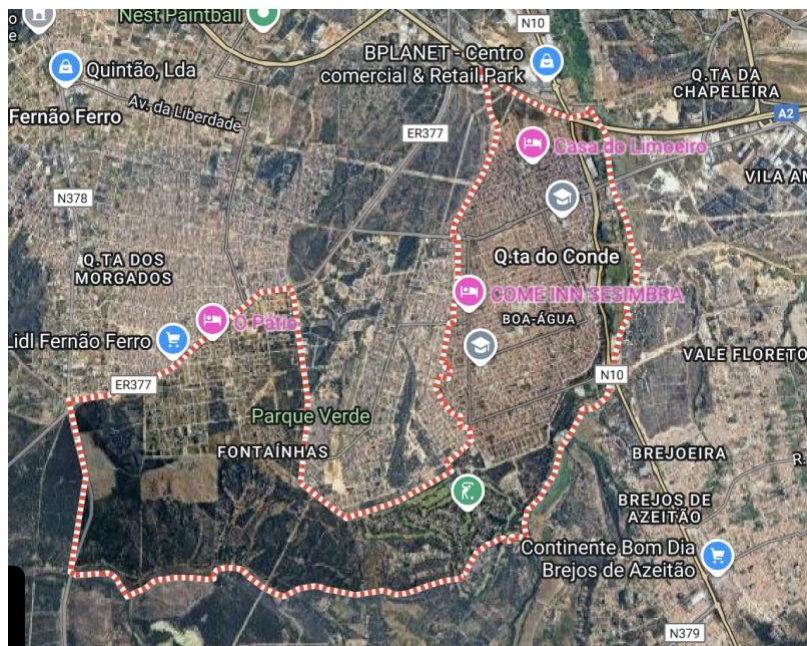 o
e
Nest Paintball
N10
BPLANET - Centro
comercial & Retail Park
Quintão, Lda
Q.TA DA
CHAPELEIRA
Av. da Liberdade
Fernão Ferro
ER377
A2
Casa do Limoeiro
N378
VILA AM
Q.TA DOS
MORGADOS
Q.ta do Conde
COME INN SESIMBRA
O Pátio
BOA-ÁGUA
Lidl Fernão Ferro
VALE FLORETO
ER377
N10
Parque Verde
FONTAÍNHAS
BREJOEIRA
R.
BREJOS DE
AZEITÃO
Continente Bom Dia
Brejos de Azeitão
N379